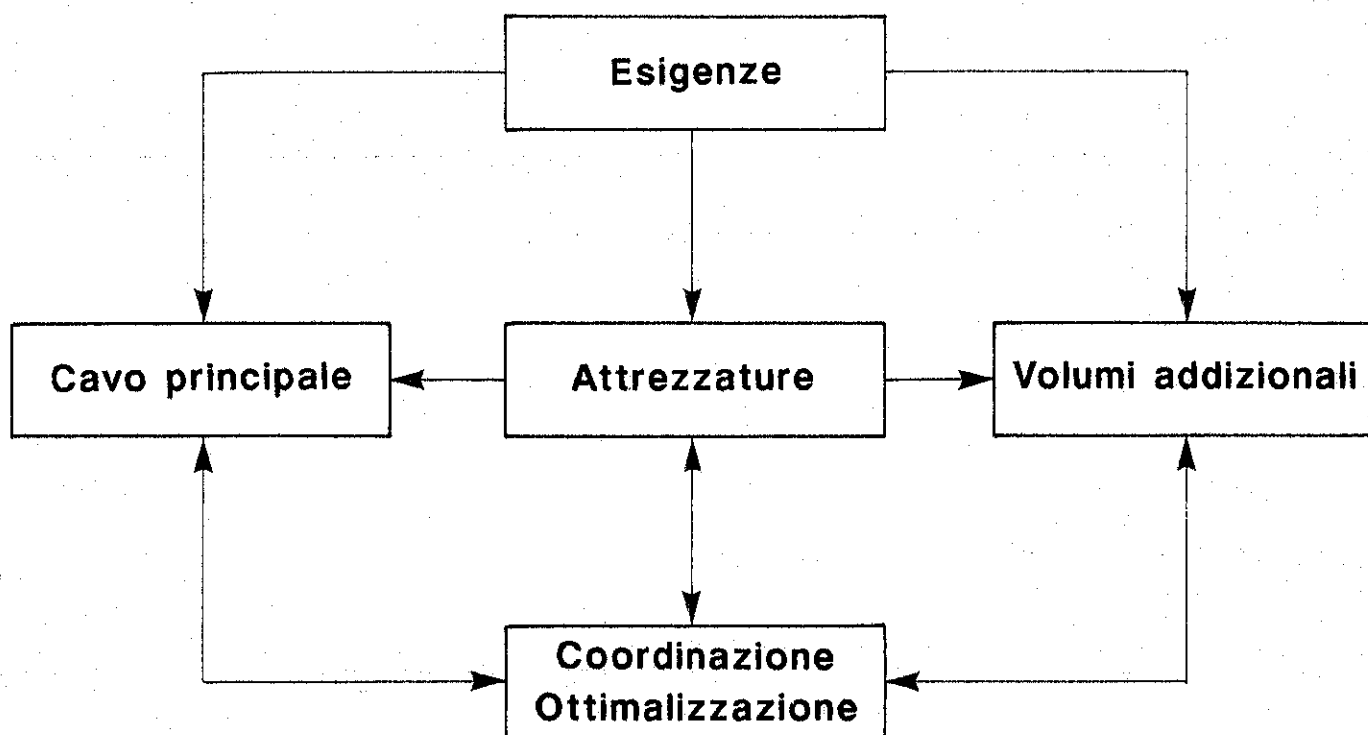 Esigenze
Cavo principale
Attrezzature
Volumi addizionali
Coordinazione
Ottimalizzazione